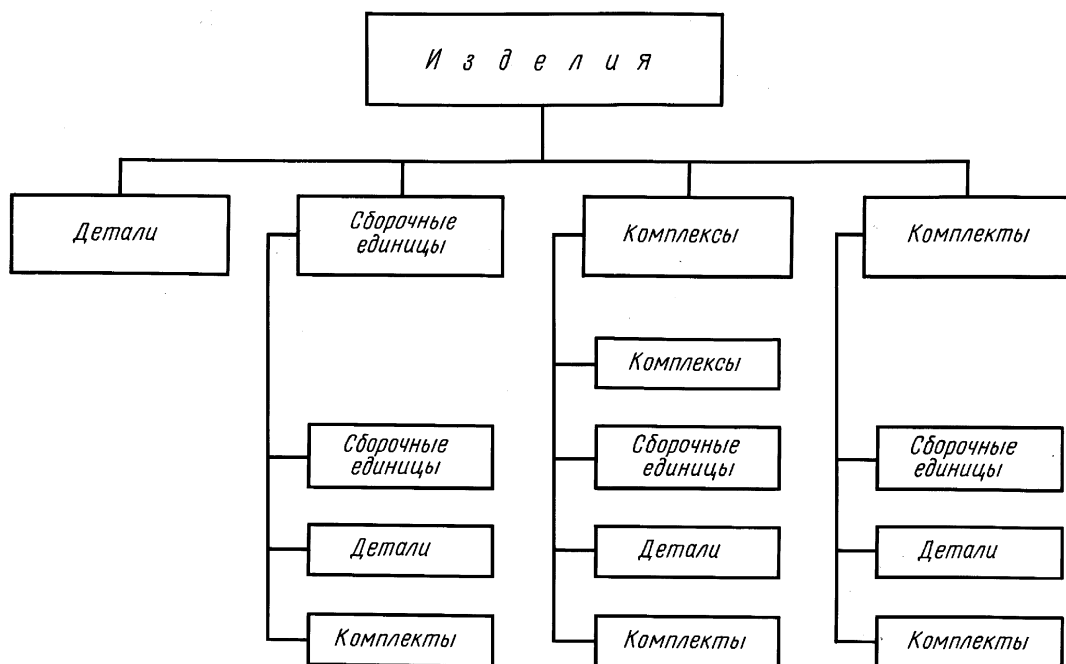 Изделия
Детали
Сборочные
единицы
Комплексы
Комплекты
Комплексы
Сборочные
единицы
Сборочные
единицы
Сборочные
единицы
Детали
Детали
Детали
Комплекты
Комплекты
Комплекты